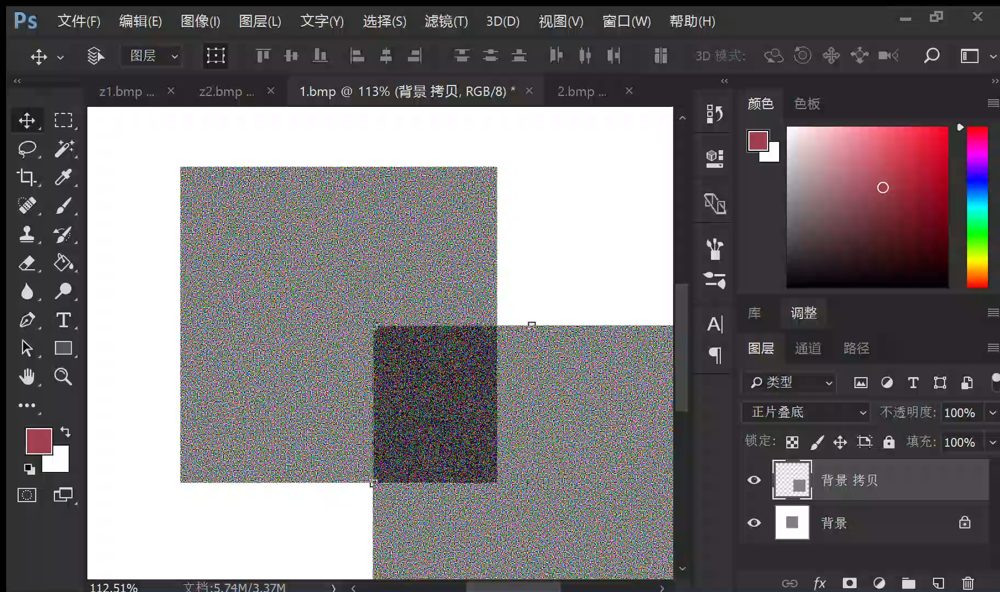 Ps 文件(F) 编辑(E) 图像(I) 图层(L) 文字(Y) 选择(S) 滤镜(T) 3D(D) 视图(V) 窗口(W) 帮助(H)
图层 3D 模式:
z1.bmp ... z2.bmp ... 1.bmp @ 113% (背景 拷贝, RGB/8) * 2.bmp ...
颜色 色板
库 调整
图层 通道 路径
类型
正片叠底 不透明度: 100%
锁定: 填充: 100%
背景 拷贝
背景
fx
112.51% 文档:5.74M/3.37M